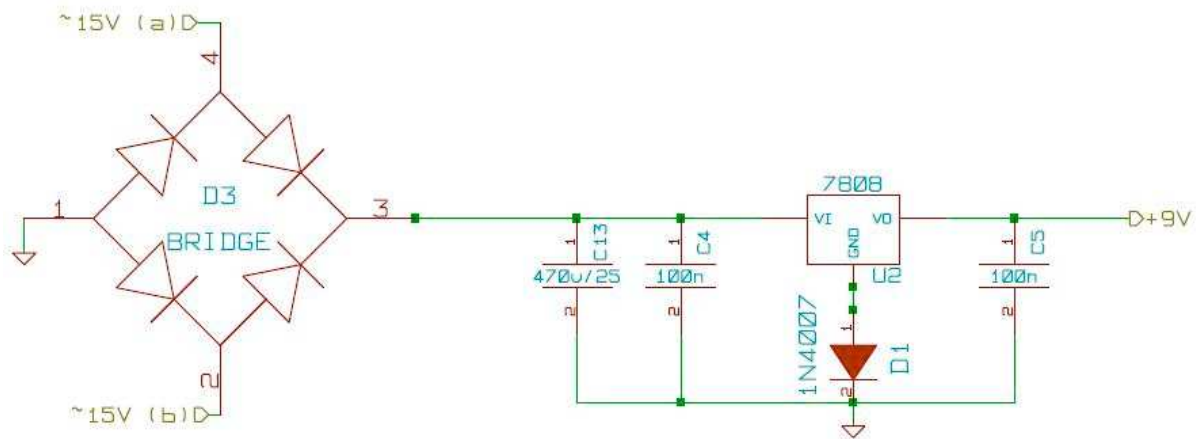 ~15V (a)
4
D3
BRIDGE
1
3
2
~15V (b)
1
C13
470u/25
2
1
C4
100n
2
7808
VI
VO
GND
U2
1
1N4007
D1
2
1
C5
100n
2
+9V